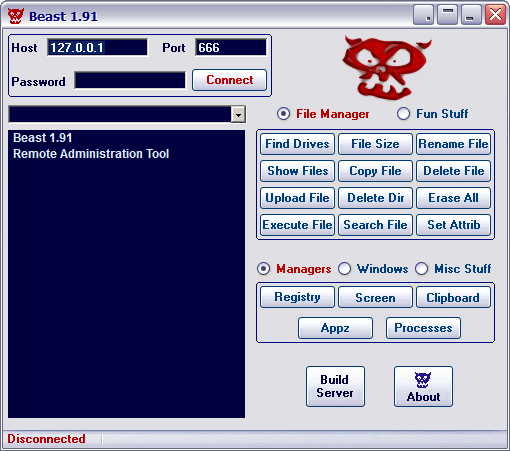 Beast 1.91
Host 127.0.0.1 Port 666
Password Connect
File Manager Fun Stuff
Beast 1.91
Remote Administration Tool
Find Drives File Size Rename File
Show Files Copy File Delete File
Upload File Delete Dir Erase All
Execute File Search File Set Attrib
Managers Windows Misc Stuff
Registry Screen Clipboard
Appz Processes
Build
Server
About
Disconnected